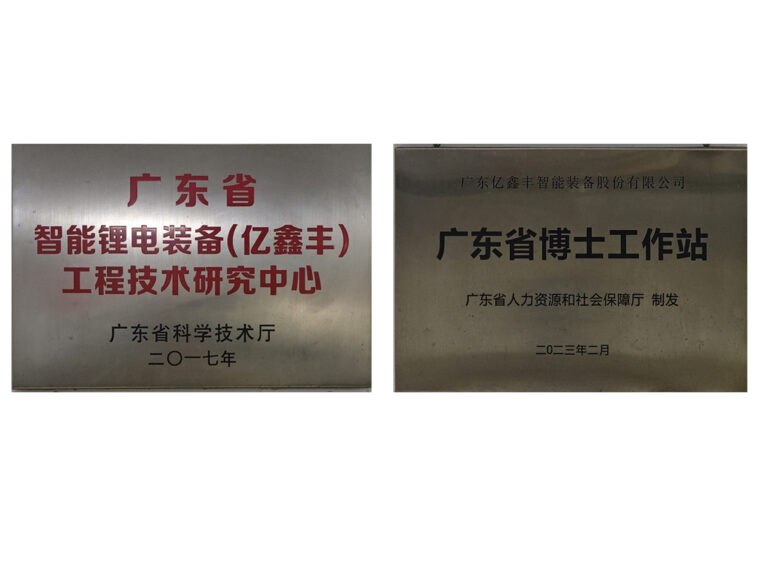 广东省
智能锂电装备(亿鑫丰)
工程技术研究中心
广东省科学技术厅
二〇一七年
广东亿鑫丰智能装备股份有限公司
广东省博士工作站
广东省人力资源和社会保障厅 制发
二〇二三年二月